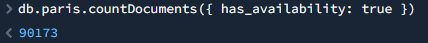 > db.paris.countDocuments({ has_availability: true })
< 90173